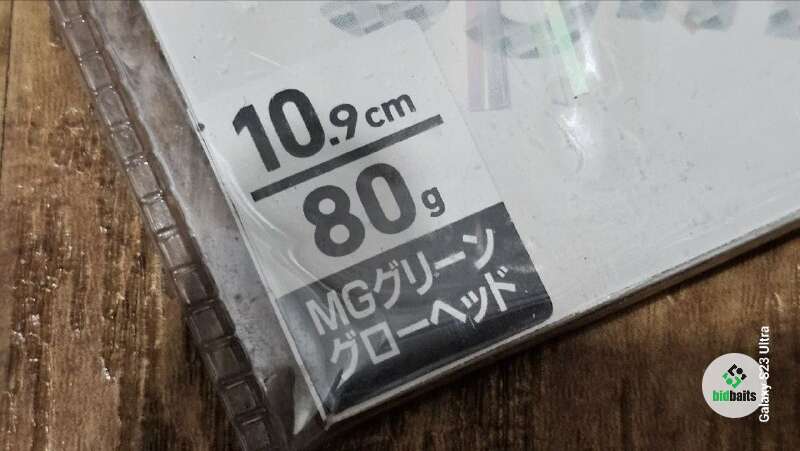 10.9cm
80g
MGグリーン
グローヘッド
Galaxy S23 Ultra
bidbaits